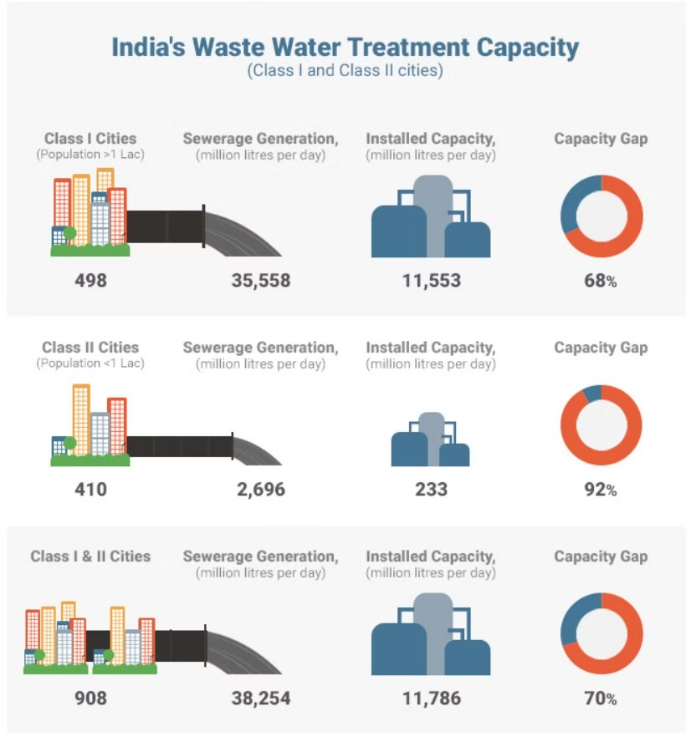 India's Waste Water Treatment Capacity
(Class I and Class II cities)
Class I Cities
(Population >1 Lac)
Sewerage Generation,
(million litres per day)
Installed Capacity,
(million litres per day)
Capacity Gap
498
35,558
11,553
68%
Class II Cities
(Population <1 Lac)
Sewerage Generation,
(million litres per day)
Installed Capacity,
(million litres per day)
Capacity Gap
410
2,696
233
92%
Class I & II Cities
Sewerage Generation,
(million litres per day)
Installed Capacity,
(million litres per day)
Capacity Gap
908
38,254
11,786
70%